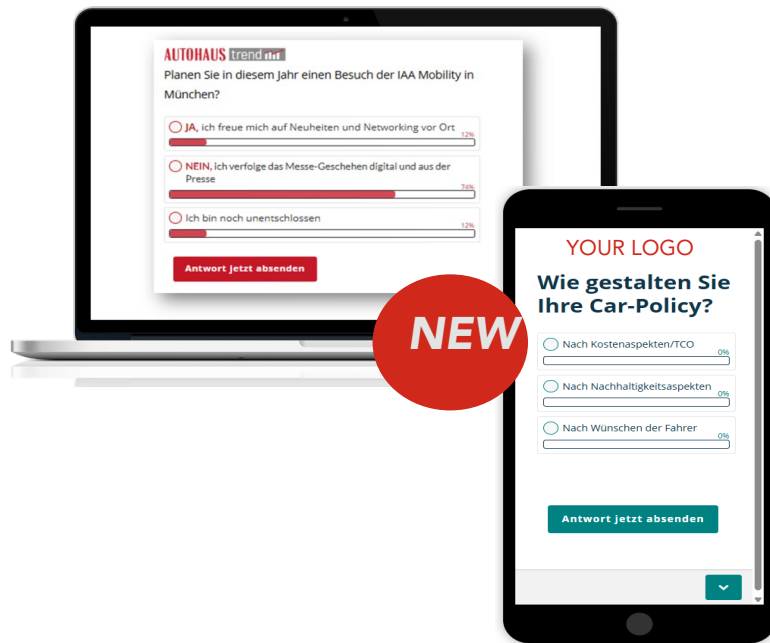 AUTOHAUS trend
Planen Sie in diesem Jahr einen Besuch der IAA Mobility in
München?
JA, ich freue mich auf Neuheiten und Networking vor Ort
12%
NEIN, ich verfolge das Messe-Geschehen digital und aus der
Presse
74%
Ich bin noch unentschlossen
12%
Antwort jetzt absenden
NEW
YOUR LOGO
Wie gestalten Sie
Ihre Car-Policy?
Nach Kostenaspekten/TCO
0%
Nach Nachhaltigkeitsaspekten
0%
Nach Wünschen der Fahrer
0%
Antwort jetzt absenden